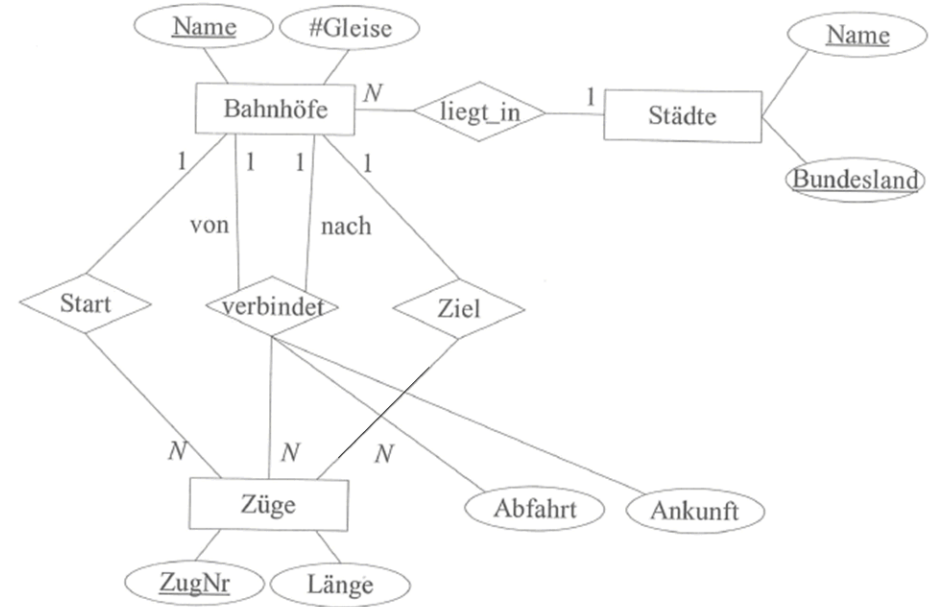 Name
#Gleise
Name
Bahnhöfe
N
liegt_in
1
Städte
Bundesland
1
1
1
1
von
nach
Start
verbindet
Ziel
N
N
N
Züge
Abfahrt
Ankunft
ZugNr
Länge